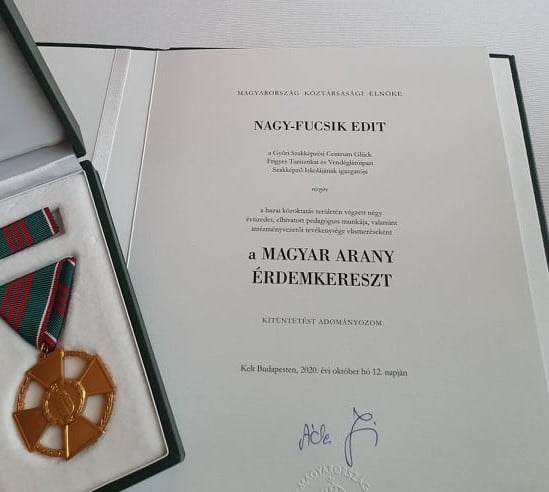 MAGYARORSZÁG KÖZTÁRSASÁGI ELNÖKE
NAGY-FUCSIK EDIT
a Győri Szakképzési Centrum Glück
Frigyes Turisztikai és Vendéglátóipari
Szakképző Iskolájának igazgatója
részére
a hazai közoktatás területén végzett négy
évtizedes, elhivatott pedagógusi munkája, valamint
intézményvezetői tevékenysége elismeréseként
a MAGYAR ARANY
ÉRDEMKERESZT
KITÜNTETÉST ADOMÁNYOZOM.
Kelt Budapesten, 2020. évi október hó 12. napján
MAGYARORSZÁG